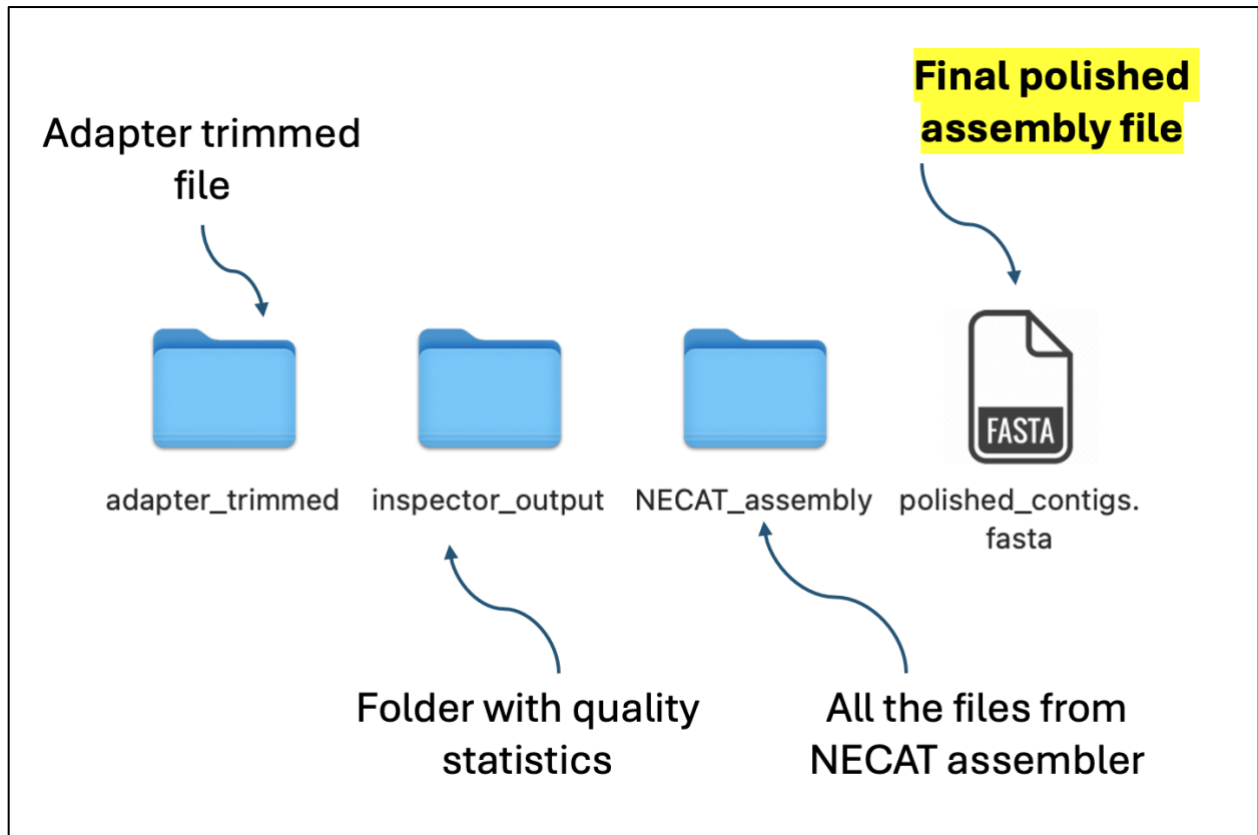 Adapter trimmed
file
Final polished
assembly file
FASTA
adapter_trimmed
inspector_output
NECAT_assembly
polished_contigs.
fasta
Folder with quality
statistics
All the files from
NECAT assembler